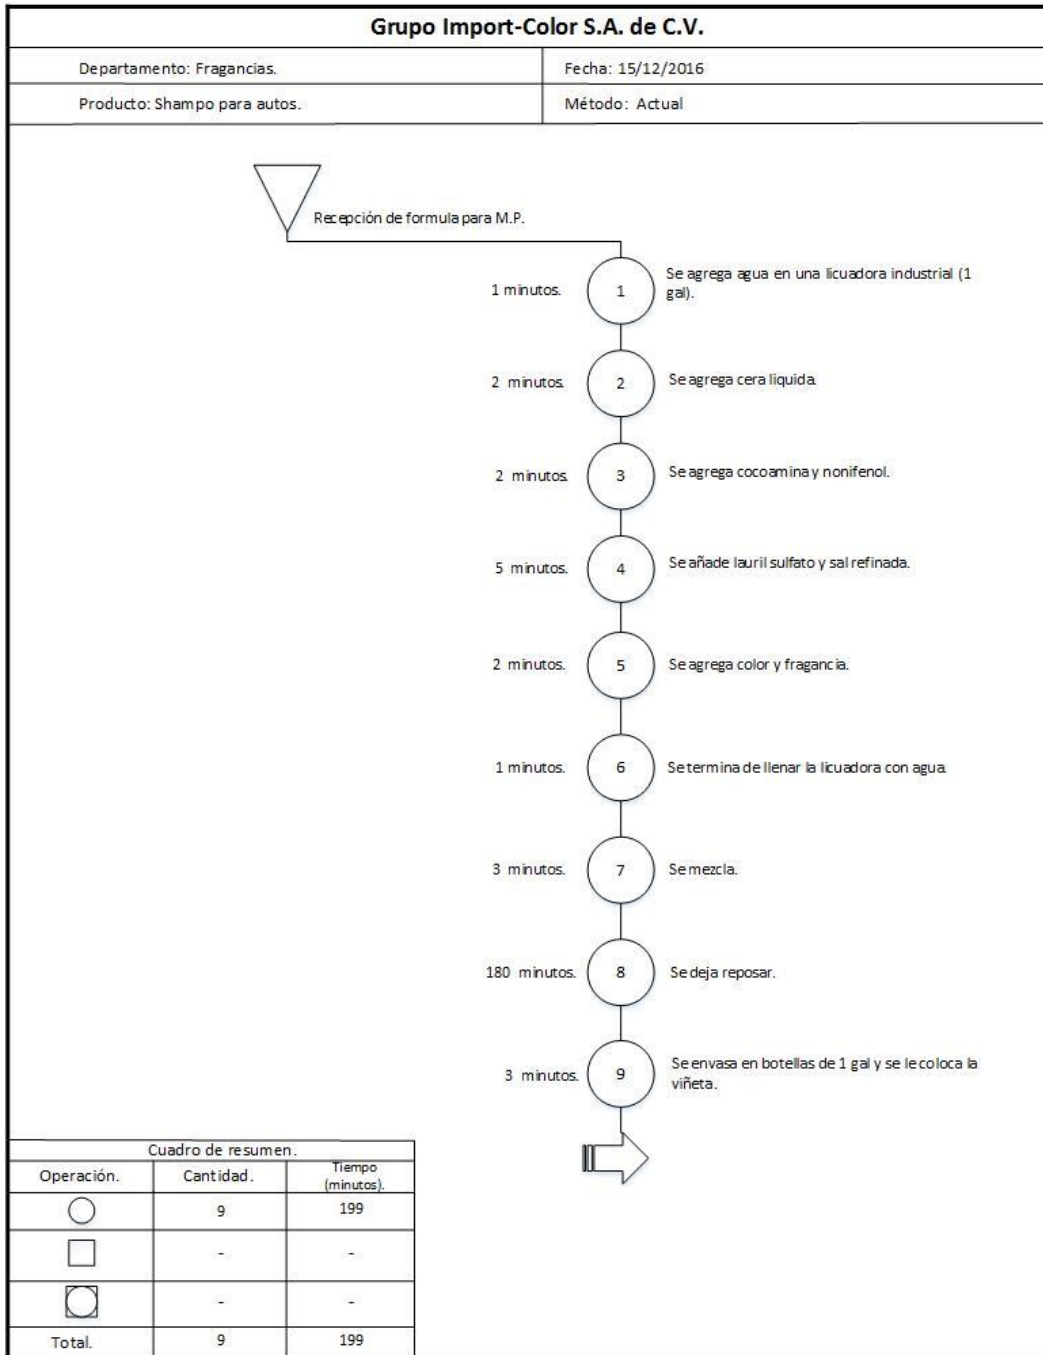 Grupo Import-Color S.A. de C.V.
Departamento: Fragancias.
Fecha: 15/12/2016
Producto: Shampo para autos.
Método: Actual
Recepción de formula para M.P.
1 minutos.
1
Se agrega agua en una licuadora industrial (1
gal).
2 minutos.
2
Se agrega cera liquida.
2 minutos.
3
Se agrega cocoamina y nonifenol.
5 minutos.
4
Se añade lauril sulfato y sal refinada.
2 minutos.
5
Se agrega color y fragancia.
1 minutos.
6
Se termina de llenar la licuadora con agua.
3 minutos.
7
Se mezcla.
180 minutos.
8
Se deja reposar.
3 minutos.
9
Se envasa en botellas de 1 gal y se le coloca la
viñeta.
Cuadro de resumen.
Operación.
Cantidad.
Tiempo
(minutos).
9
199
-
-
-
-
Total.
9
199